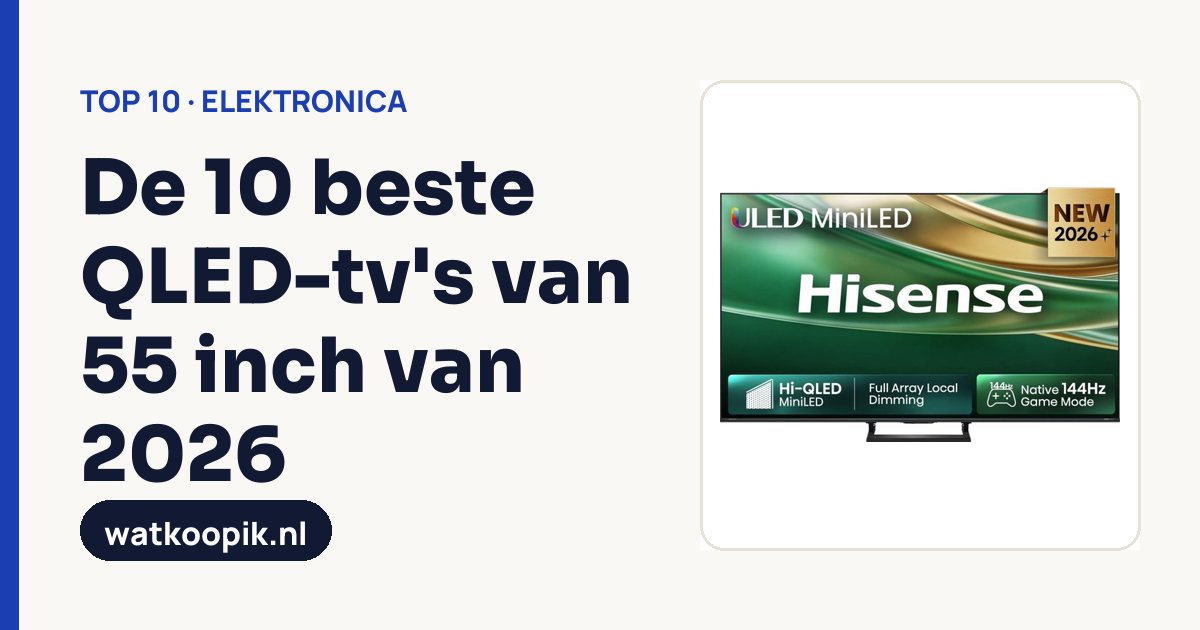 TOP 10 · ELEKTRONICA
De 10 beste
QLED-tv's van
55 inch van
2026
watkoopik.nl
ULED MiniLED
NEW
2026
Hisense
Hi-QLED
MiniLED
Full Array Local
Dimming
144Hz
Native 144Hz
Game Mode